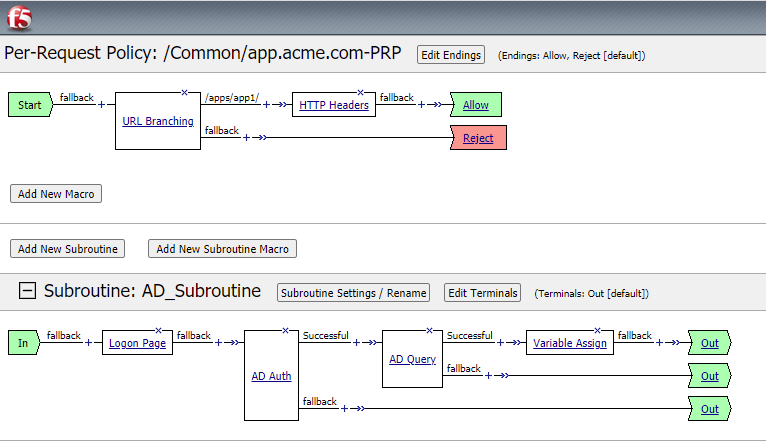 f5
Per-Request Policy: /Common/app.acme.com-PRP Edit Endings (Endings: Allow, Reject [default])
Start fallback + URL Branching /apps/app1/ + HTTP Headers fallback + Allow
fallback + Reject
Add New Macro
Add New Subroutine Add New Subroutine Macro
Subroutine: AD_Subroutine Subroutine Settings / Rename Edit Terminals (Terminals: Out [default])
In fallback + Logon Page fallback + AD Auth Successful + AD Query Successful + Variable Assign fallback + Out
fallback + Out
fallback + Out